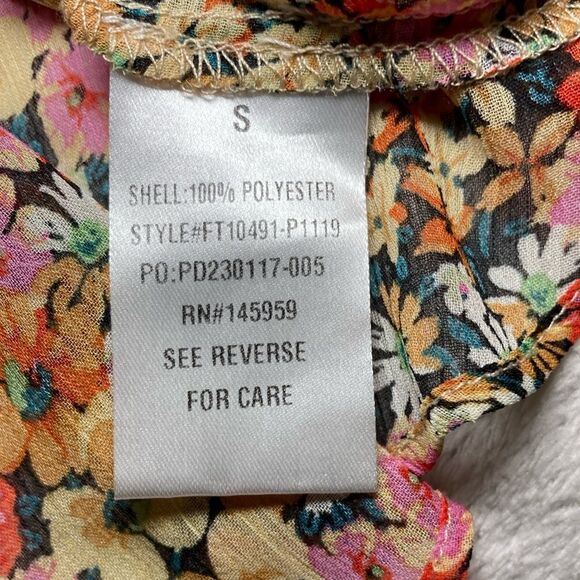 S
SHELL:100% POLYESTER
STYLE#FT10491-P1119
PO:PD230117-005
RN#145959
SEE REVERSE
FOR CARE